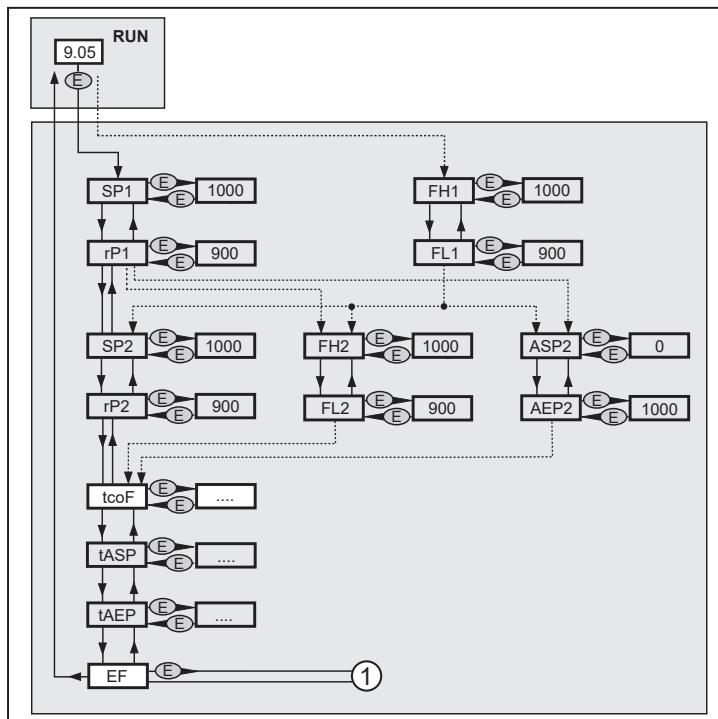 RUN
9.05
E
SP1 E E 1000 FH1 E E 1000
rP1 E E 900 FL1 E E 900
SP2 E E 1000 FH2 E E 1000 ASP2 E E 0
rP2 E E 900 FL2 E E 900 AEP2 E E 1000
tcoF E E ....
tASP E E ....
tAEP E E ....
EF E 1